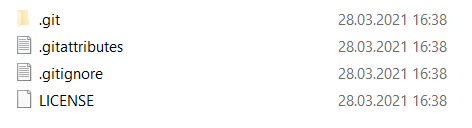 .git 28.03.2021 16:38
.gitattributes 28.03.2021 16:38
.gitignore 28.03.2021 16:38
LICENSE 28.03.2021 16:38